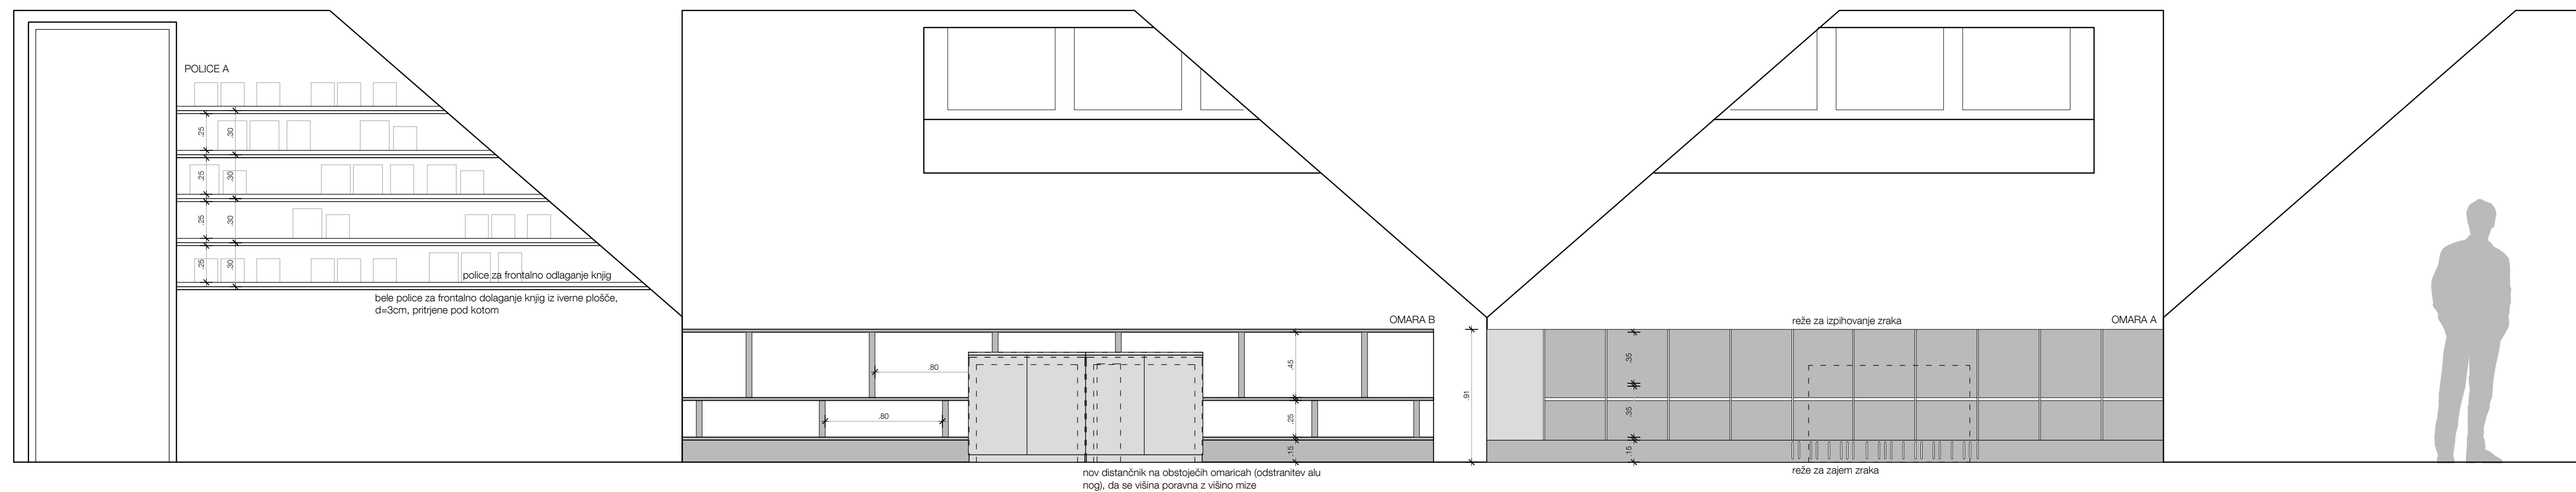 POLICE A
.25
.30
.25
.30
.25
.30
.25
.30
police za frontalno odlaganje knjig
bele police za frontalno dolaganje knjig iz iverne plošče,
d=3cm, pritrjene pod kotom
OMARA B
.80
.80
.45
.25
.15
.91
nov distančnik na obstoječih omaricah (odstranitev alu
nog), da se višina poravna z višino mize
reže za izpihovanje zraka
OMARA A
.35
.35
.15
reže za zajem zraka